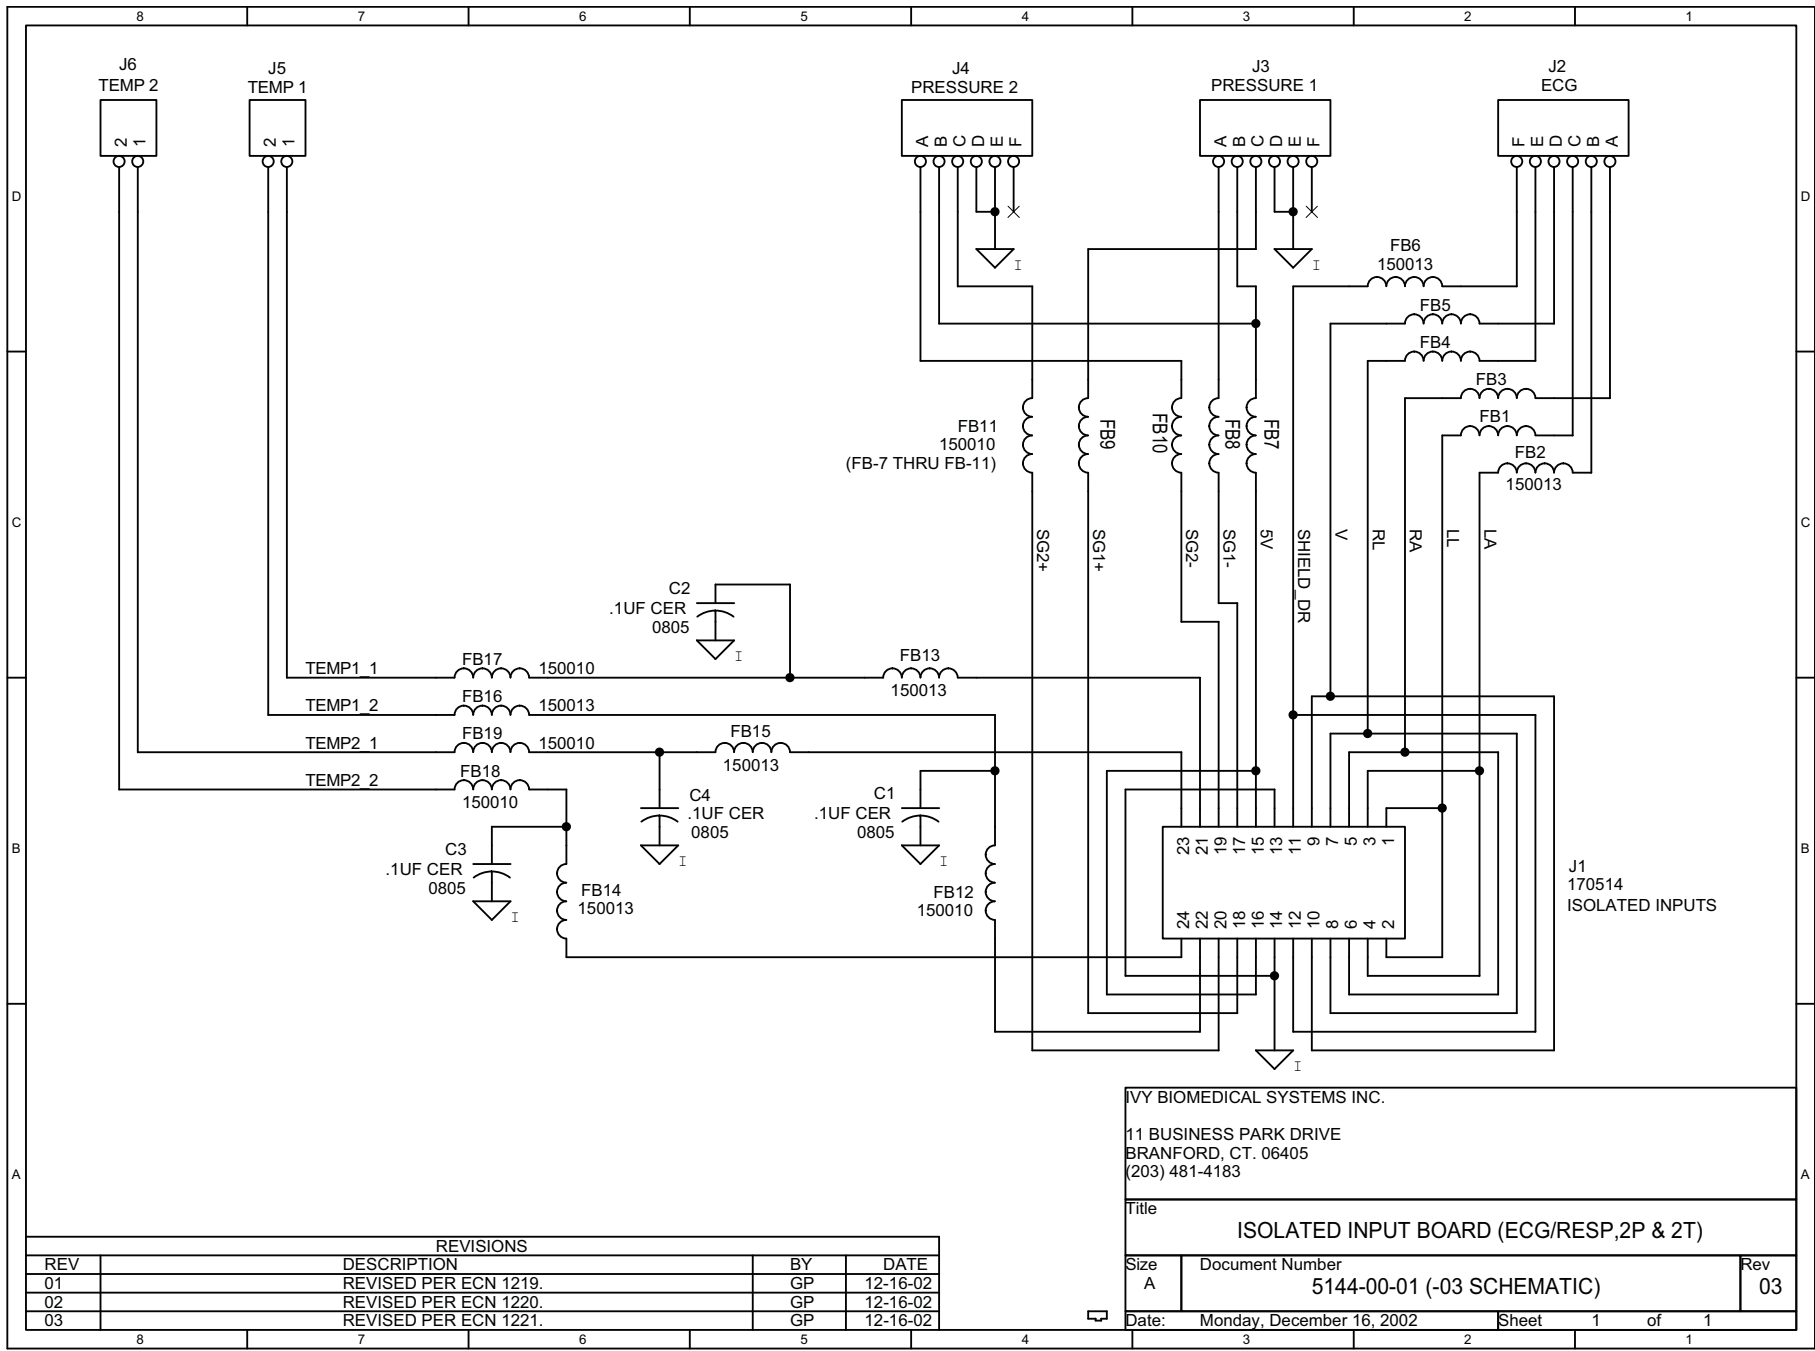 8 7 6 5 4 3 2 1
J6
TEMP 2
2 1
J5
TEMP 1
2 1
J4
PRESSURE 2
A B C D E F
J3
PRESSURE 1
A B C D E F
J2
ECG
F E D C B A
D D
I
I
FB6
150013
FB5
FB4
FB3
FB1
FB2
150013
FB11
150010
(FB-7 THRU FB-11)
FB9
FB10
FB8
FB7
C C
SG2+
SG1+
SG2-
SG1-
5V
SHIELD_DR
V
RL
RA
LL
LA
C2
.1UF CER
0805
I
TEMP1_1
FB17
150010
FB13
150013
TEMP1_2
FB16
150013
TEMP2_1
FB19
150010
FB15
150013
TEMP2_2
FB18
150010
C4
.1UF CER
0805
I
C1
.1UF CER
0805
I
C3
.1UF CER
0805
I
FB14
150013
FB12
150010
B B
23 21 19 17 15 13 11 9 7 5 3 1
24 22 20 18 16 14 12 10 8 6 4 2
J1
170514
ISOLATED INPUTS
I
A A
IVY BIOMEDICAL SYSTEMS INC.
11 BUSINESS PARK DRIVE
BRANFORD, CT. 06405
(203) 481-4183
Title
ISOLATED INPUT BOARD (ECG/RESP,2P & 2T)
Size
A
Document Number
5144-00-01 (-03 SCHEMATIC)
Rev
03
Date: Monday, December 16, 2002 Sheet 1 of 1
REVISIONS
REV DESCRIPTION BY DATE
01 REVISED PER ECN 1219. GP 12-16-02
02 REVISED PER ECN 1220. GP 12-16-02
03 REVISED PER ECN 1221. GP 12-16-02
8 7 6 5 4 3 2 1